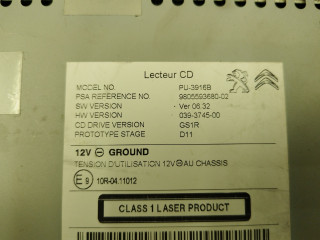 Lecteur CD
MODEL NO. PU-3916B
PSA REFERENCE NO. 9805593680-02
SW VERSION - Ver 06.32
HW VERSION 039-3745-00
CD DRIVE VERSION GS1R
PROTOTYPE STAGE D11
12V ⊖ GROUND
TENSION D'UTILISATION 12V⊖AU CHASSIS
E 9 10R-04.11012
CLASS 1 LASER PRODUCT